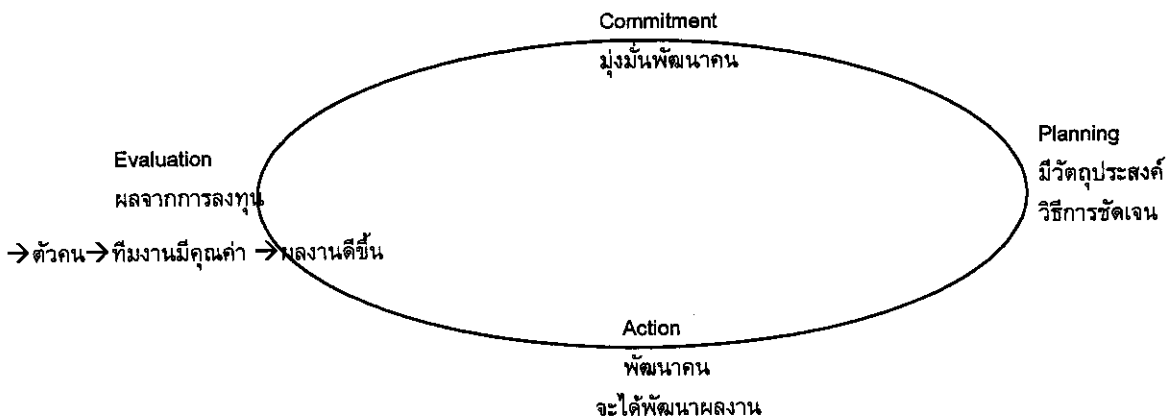 Commitment
มุ่งมั่นพัฒนาคน
Planning
มีวัตถุประสงค์
วิธีการชัดเจน
Evaluation
ผลจากการลงทุน
→ตัวคน→ทีมงานมีคุณค่า →ผลงานดีขึ้น
Action
พัฒนาคน
จะได้พัฒนาผลงาน